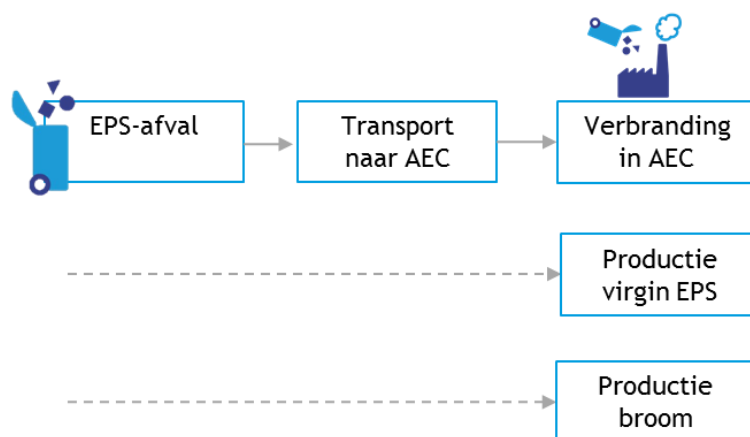 EPS-afval
Transport
naar AEC
Verbranding
in AEC
Productie
virgin EPS
Productie
broom